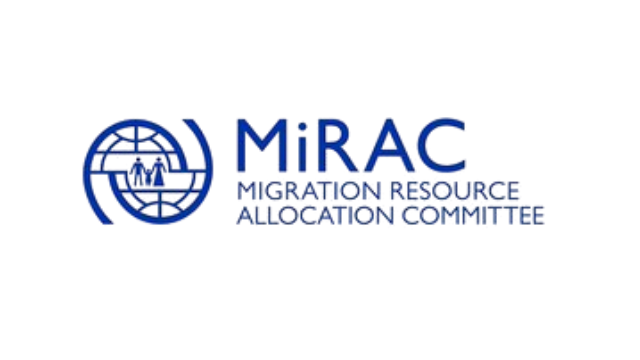 MiRAC
MIGRATION RESOURCE
ALLOCATION COMMITTEE